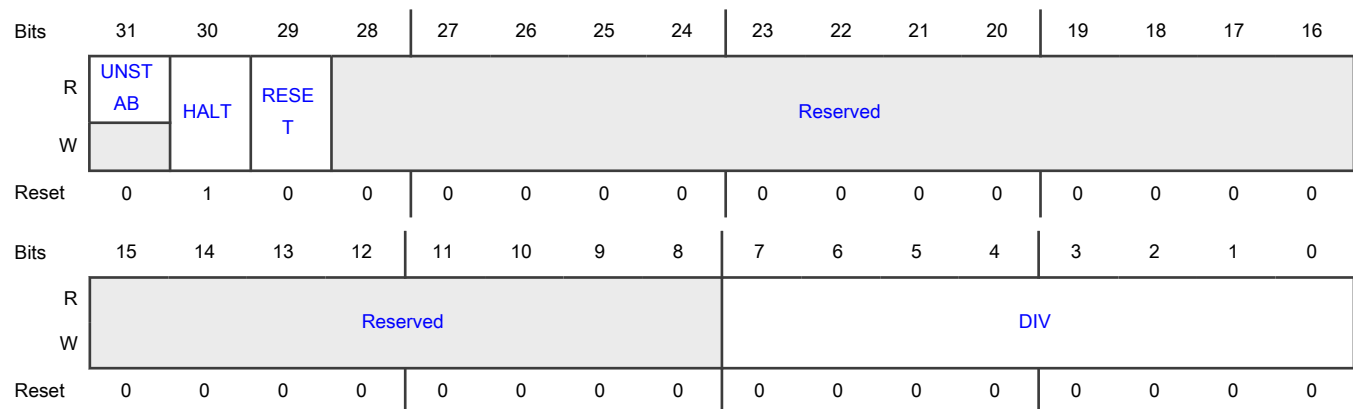 Bits 31 30 29 28 27 26 25 24 23 22 21 20 19 18 17 16
R UNST
AB HALT RESE
T Reserved
W
Reset 0 1 0 0 0 0 0 0 0 0 0 0 0 0 0 0
Bits 15 14 13 12 11 10 9 8 7 6 5 4 3 2 1 0
R
Reserved DIV
W
Reset 0 0 0 0 0 0 0 0 0 0 0 0 0 0 0 0